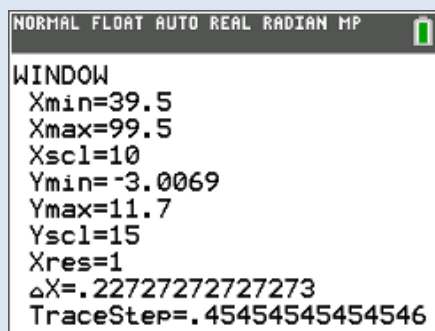 NORMAL FLOAT AUTO REAL RADIAN MP
WINDOW
Xmin=39.5
Xmax=99.5
Xscl=10
Ymin=⁻3.0069
Ymax=11.7
Yscl=15
Xres=1
△X=.22727272727273
TraceStep=.45454545454546